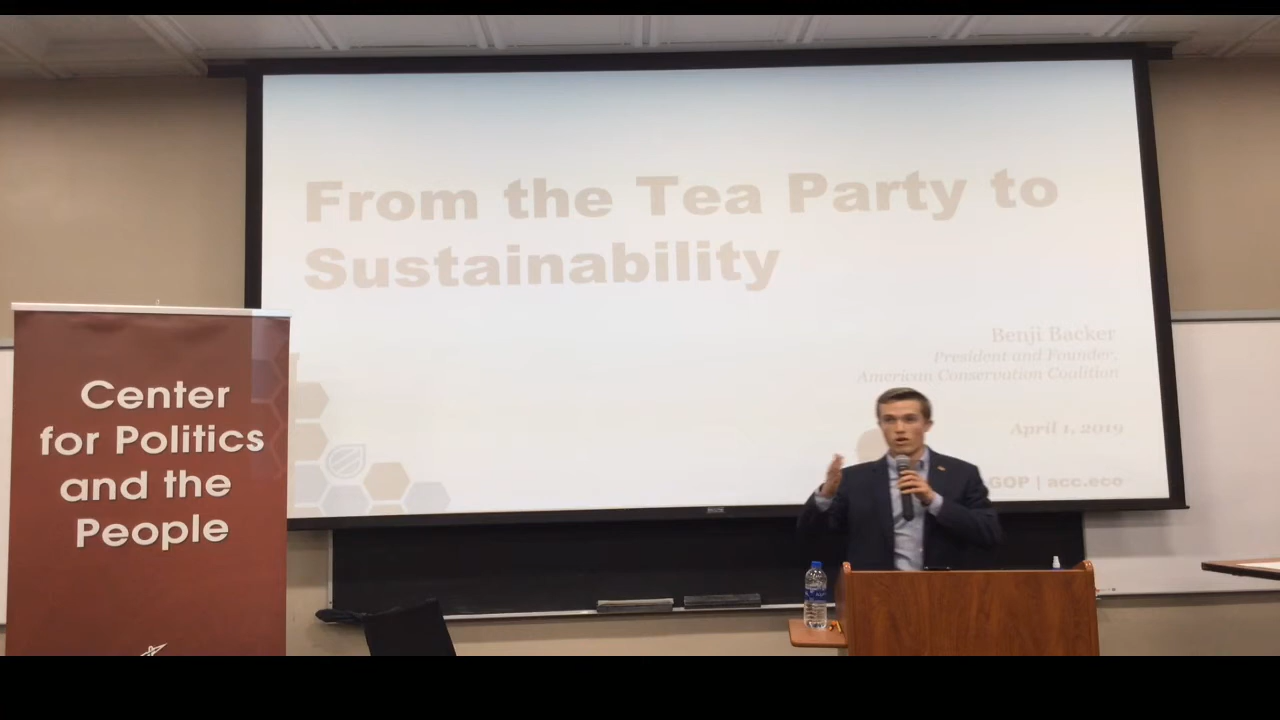 From the Tea Party to
Sustainability
Benji Backer
President and Founder,
American Conservation Coalition
April 1, 2019
GOP | acc.eco
Center
for Politics
and the
People